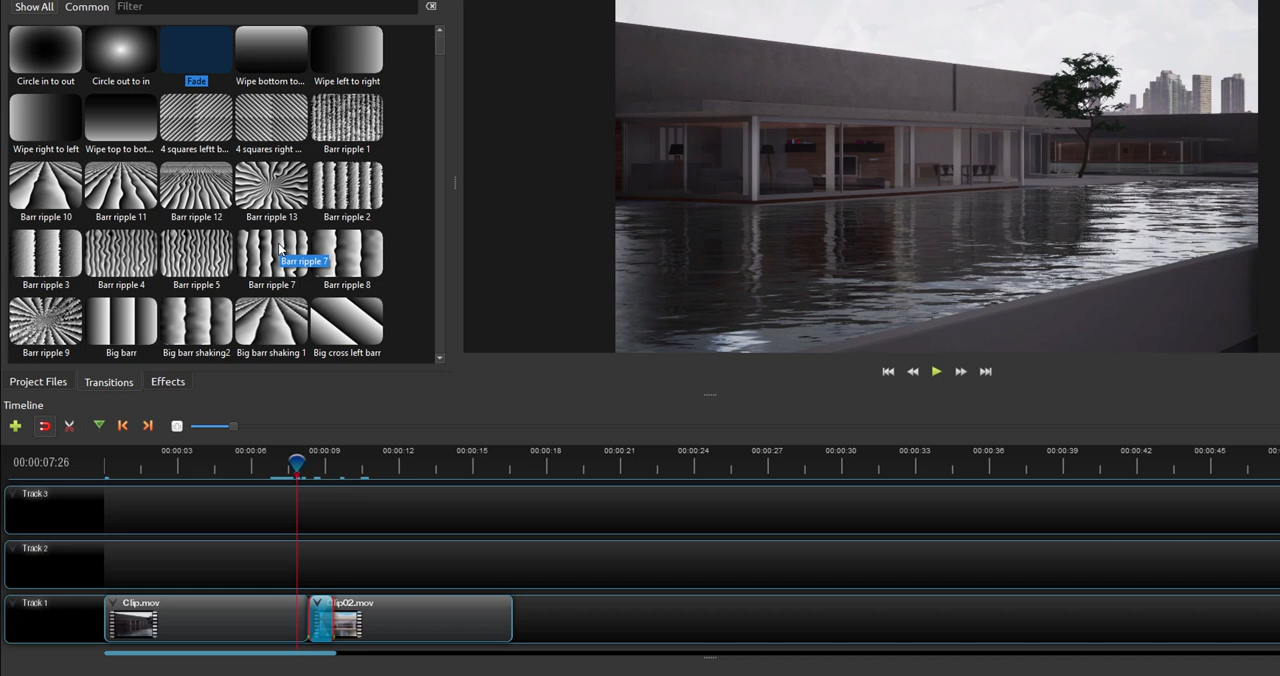 Show All Common Filter
Circle in to out Circle out to in Fade Wipe bottom to... Wipe left to right
Wipe right to left Wipe top to bot... 4 squares leftt b... 4 squares right ... Barr ripple 1
Barr ripple 10 Barr ripple 11 Barr ripple 12 Barr ripple 13 Barr ripple 2
Barr ripple 7
Barr ripple 3 Barr ripple 4 Barr ripple 5 Barr ripple 7 Barr ripple 8
Barr ripple 9 Big barr Big barr shaking2 Big barr shaking 1 Big cross left barr
Project Files Transitions Effects
Timeline
00:00:03 00:00:06 00:00:09 00:00:12 00:00:15 00:00:18 00:00:21 00:00:24 00:00:27 00:00:30 00:00:33 00:00:36 00:00:39 00:00:42 00:00:45 00:
00:00:07:26
Track 3
Track 2
Track 1 Clip.mov lip02.mov